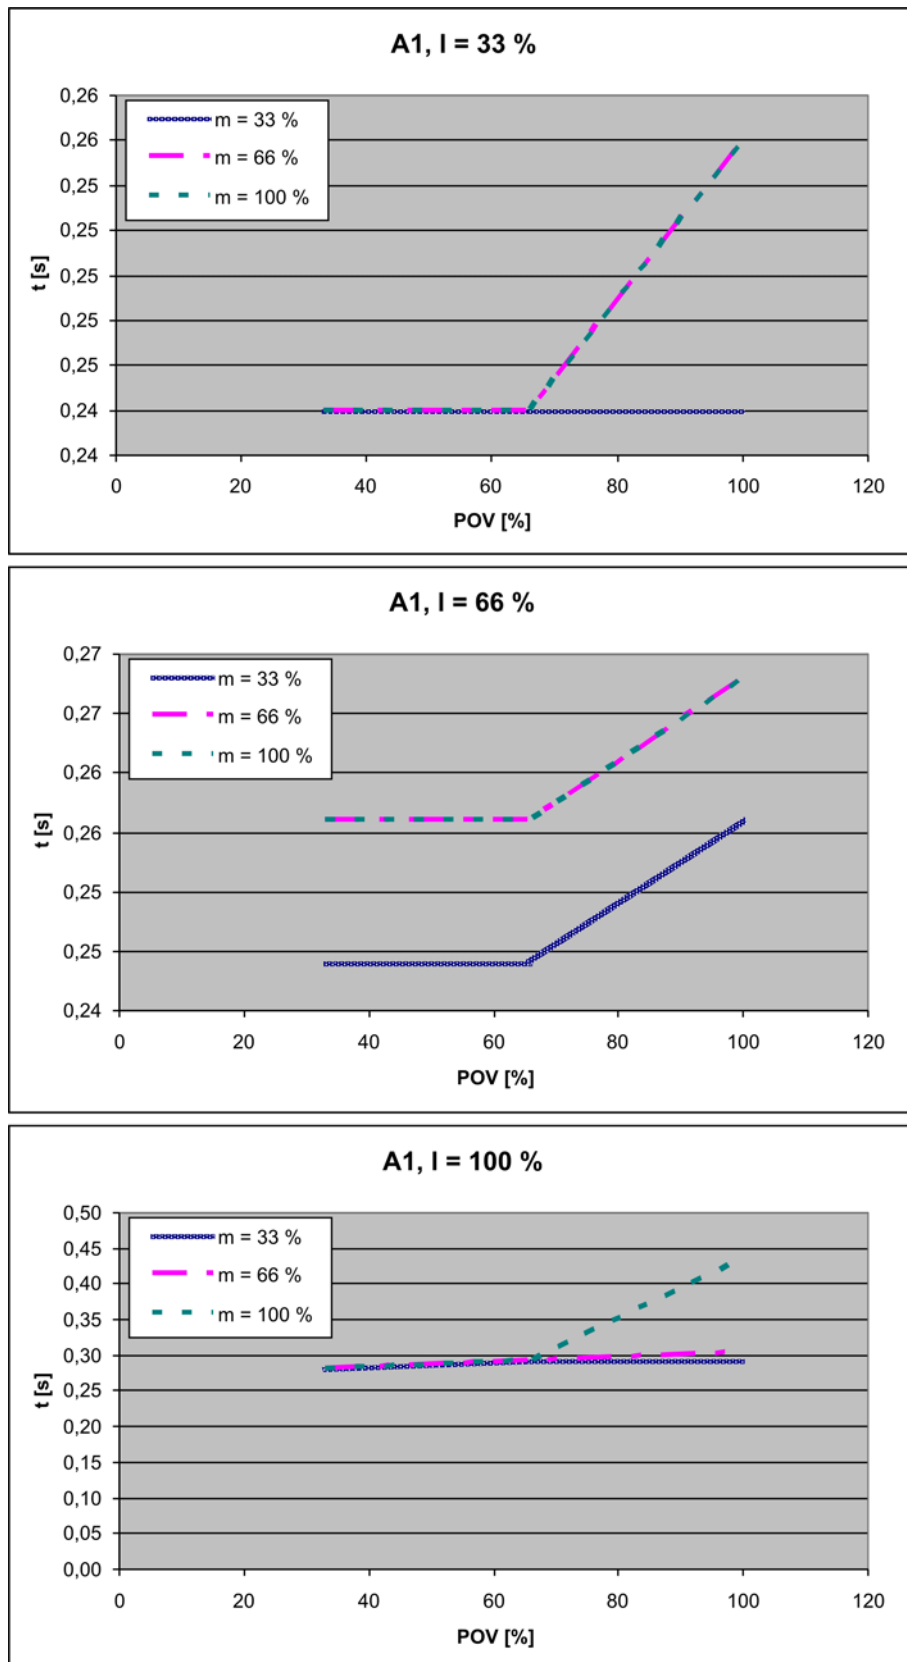 A1, l = 33 %
0,26
m = 33 %
0,26
m = 66 %
0,25
m = 100 %
0,25
0,25
t [s]
0,25
0,25
0,24
0,24
0 20 40 60 80 100 120
POV [%]
A1, l = 66 %
0,27
m = 33 %
0,27
m = 66 %
0,26
m = 100 %
0,26
t [s]
0,25
0,25
0,24
0 20 40 60 80 100 120
POV [%]
A1, l = 100 %
0,50
m = 33 %
0,45
m = 66 %
0,40
m = 100 %
0,35
0,30
t [s]
0,25
0,20
0,15
0,10
0,05
0,00
0 20 40 60 80 100 120
POV [%]